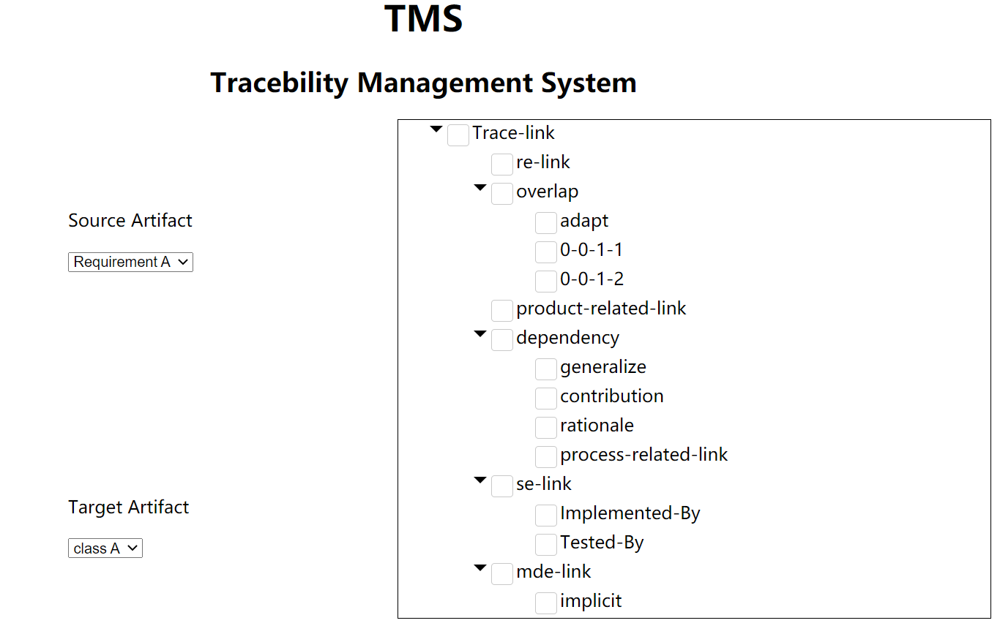 TMS
Tracebility Management System
Source Artifact
Requirement A
Target Artifact
class A
Trace-link
re-link
overlap
adapt
0-0-1-1
0-0-1-2
product-related-link
dependency
generalize
contribution
rationale
process-related-link
se-link
Implemented-By
Tested-By
mde-link
implicit